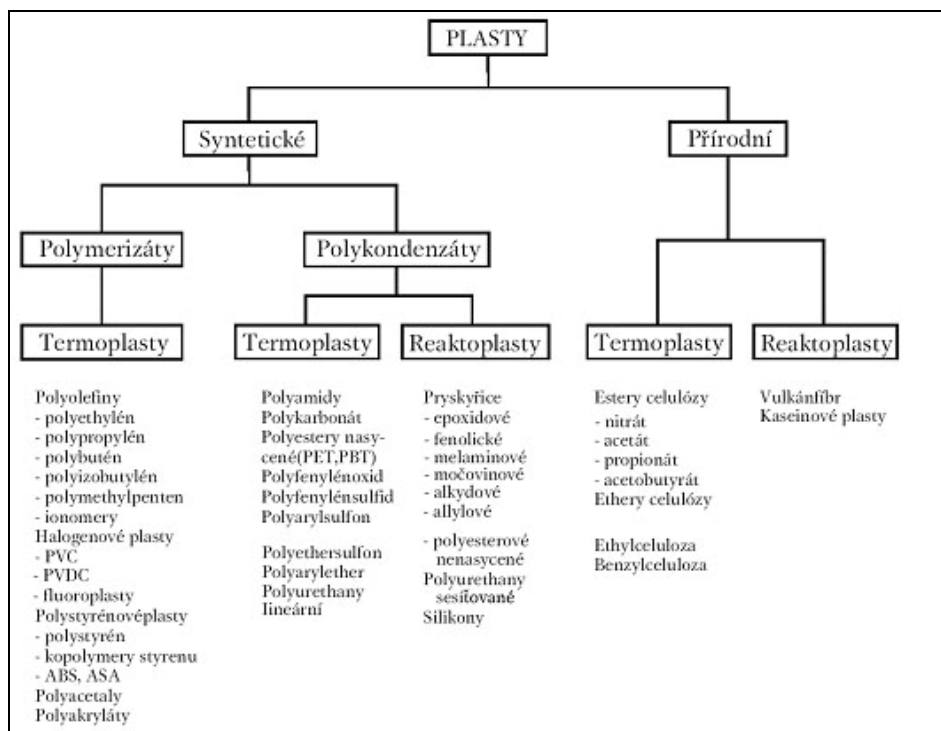 PLASTY
Syntetické
Přírodní
Polymerizáty
Polykondenzáty
Termoplasty
Termoplasty
Reaktoplasty
Termoplasty
Reaktoplasty
Polyolefiny
- polyethylén
- polypropylén
- polybutén
- polyizobutylén
- polymethylpenten
- ionomery
Halogenové plasty
- PVC
- PVDC
- fluoroplasty
Polystyrénovéplasty
- polystyrén
- kopolymery styrenu
- ABS, ASA
Polyacetaly
Polyakryláty
Polyamidy
Polykarbonát
Polyestery nasy-
cené(PET,PBT)
Polyfenylénoxid
Polyfenylénsulfid
Polyarylsulfon
Polyethersulfon
Polyarylether
Polyurethany
lineární
Pryskyřice
- epoxidové
- fenolické
- melaminové
- močovinové
- alkydové
- allylové
- polyesterové
nenasycené
Polyurethany
sesíťované
Silikony
Estery celulózy
- nitrát
- acetát
- propionát
- acetobutyrát
Ethery celulózy
Ethylceluloza
Benzylceluloza
Vulkánfíbr
Kaseinové plasty